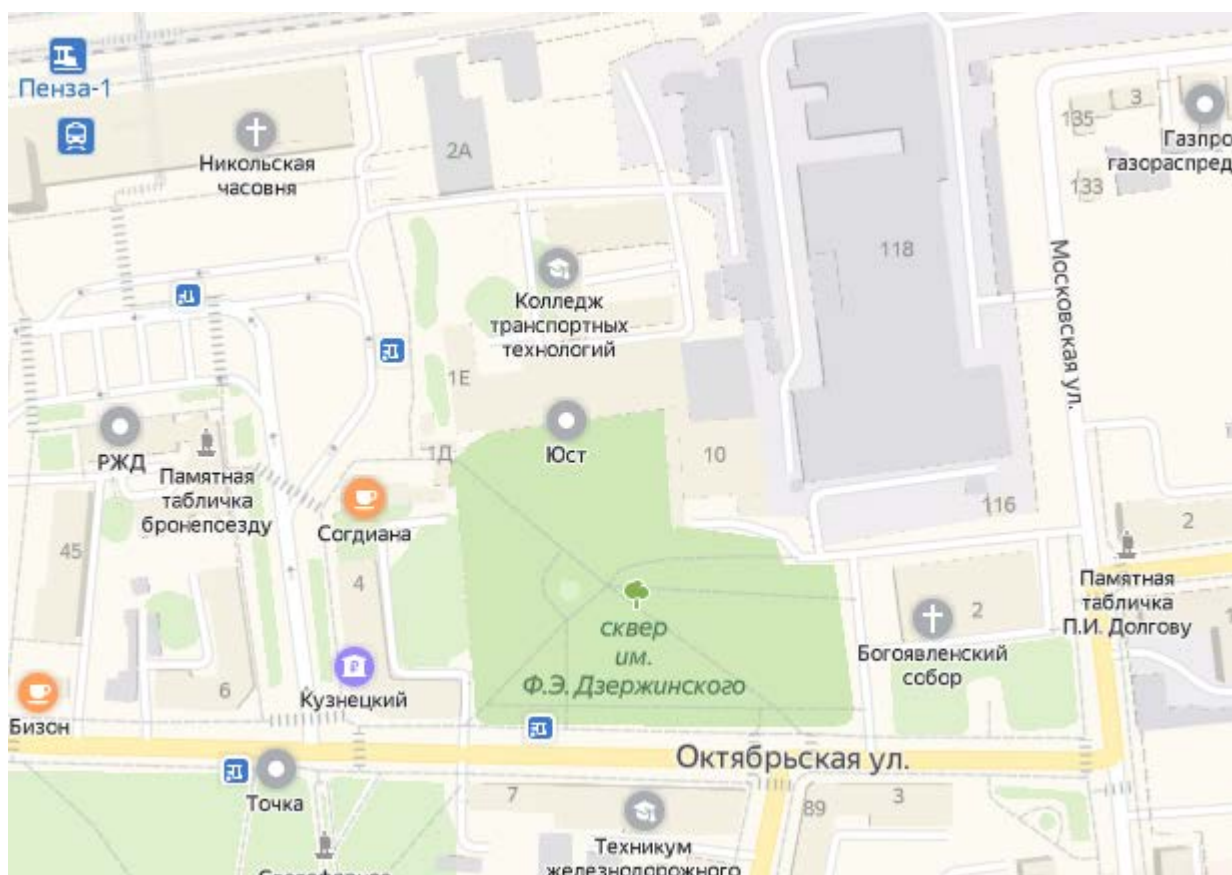 Пенза-1
Никольская
часовня
2А
135
3
Газпро
газораспред
133
118
Московская ул.
Колледж
транспортных
технологий
1Е
Юст
1Д
10
РЖД
Памятная
табличка
бронепоезду
Согдиана
116
2
45
4
Памятная
табличка
П.И. Долгову
сквер
им.
Ф.Э. Дзержинского
2
Богоявленский
собор
6
Кузнецкий
Бизон
Октябрьская ул.
Точка
7
89
3
Техникум
железнодорожного